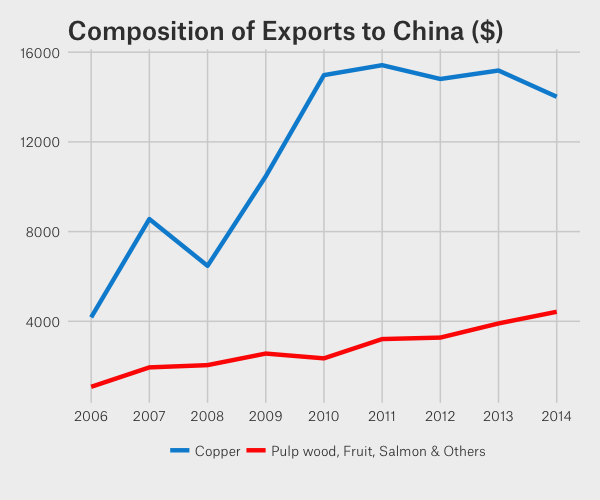 Composition of Exports to China ($)
16000
12000
8000
4000
2006 2007 2008 2009 2010 2011 2012 2013 2014
Copper Pulp wood, Fruit, Salmon & Others